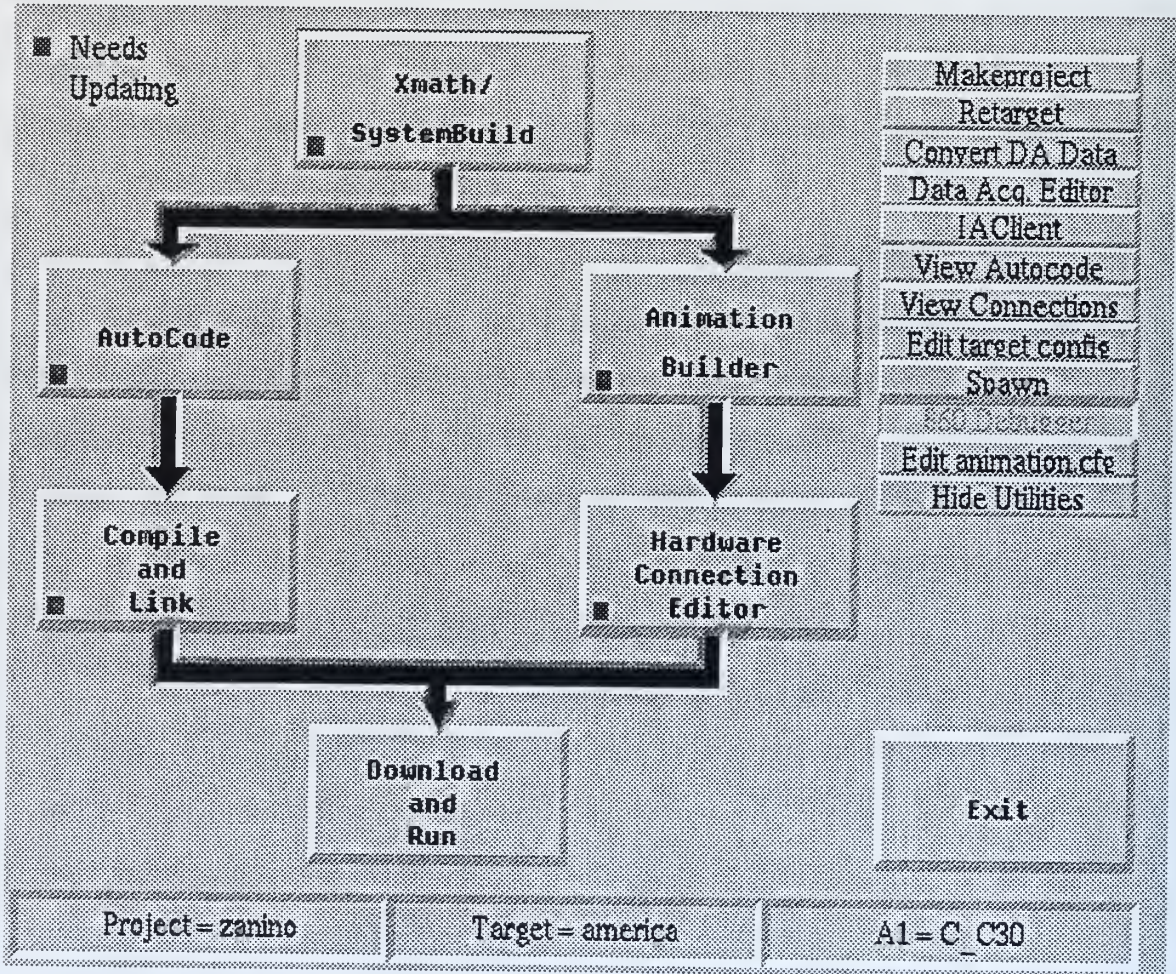 Needs
Updating
Xmath/
SystemBuild
AutoCode
Animation
Builder
Compile
and
Link
Hardware
Connection
Editor
Download
and
Run
Makeproject
Retarget
Convert DA Data
Data Acq. Editor
IAClient
View Autocode
View Connections
Edit target config
Spawn
860 Debugger
Edit animation.cfg
Hide Utilities
Exit
Project = zanino
Target = america
A1 = C_C30